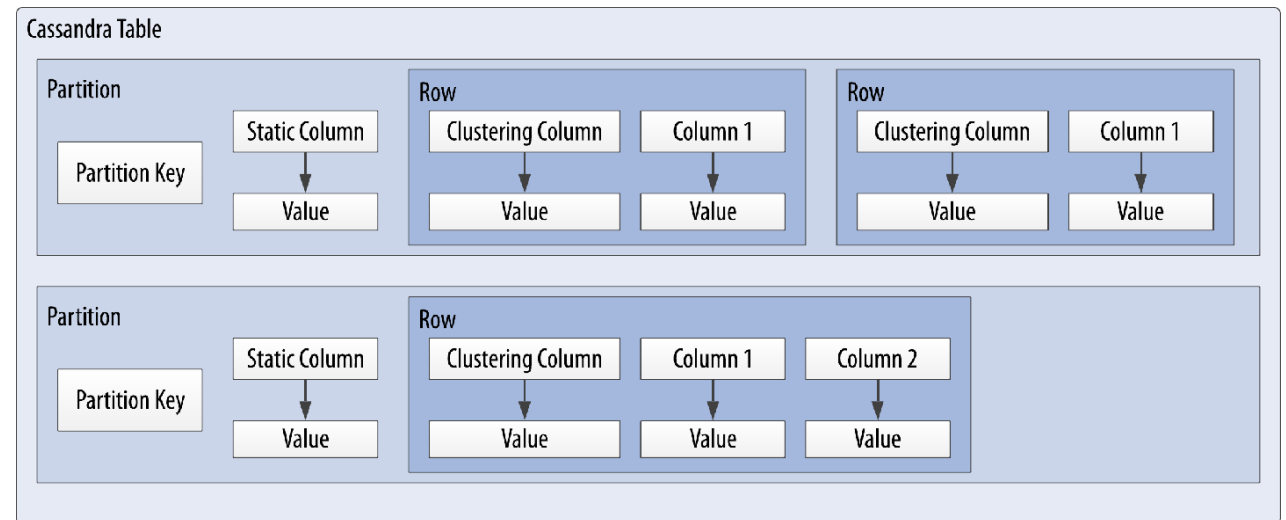 Cassandra Table
Partition
Row
Row
Static Column
Clustering Column
Column 1
Clustering Column
Column 1
Partition Key
Value
Value
Value
Value
Value
Partition
Row
Static Column
Clustering Column
Column 1
Column 2
Partition Key
Value
Value
Value
Value